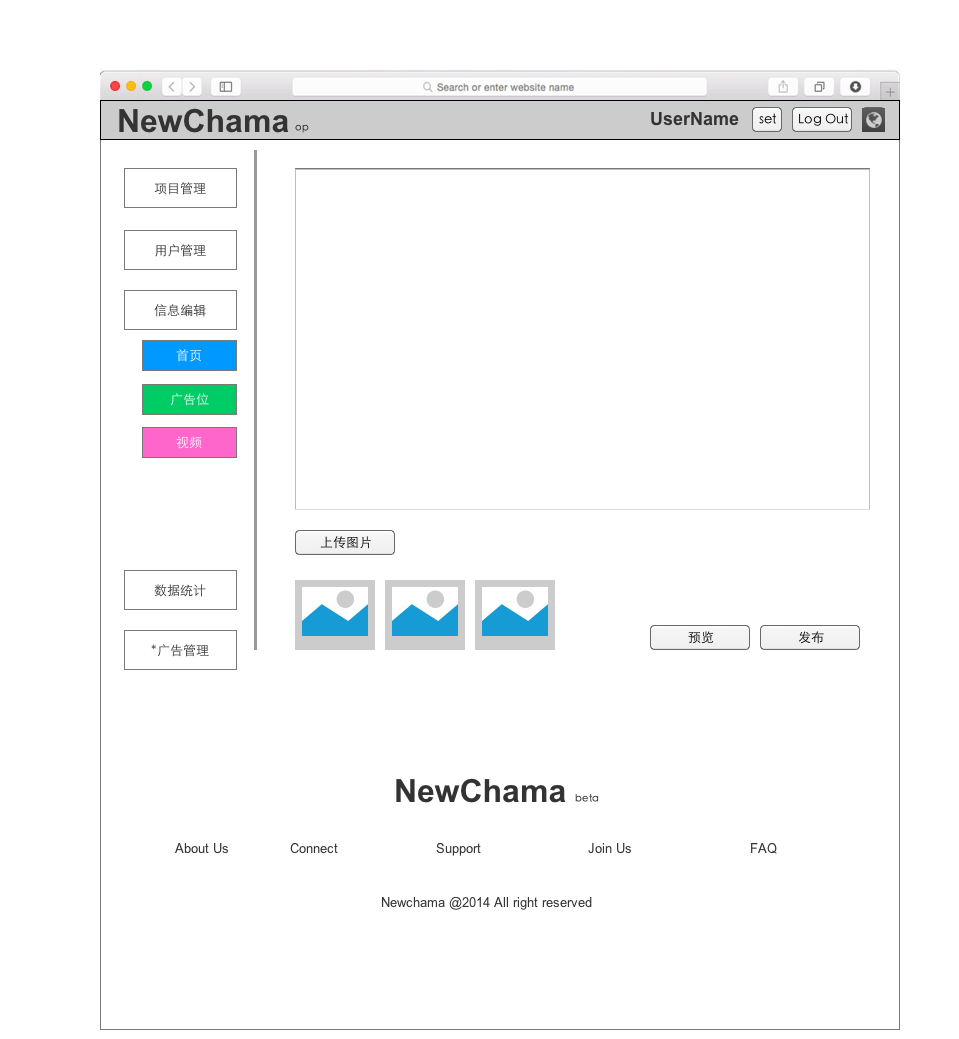 Search or enter website name
NewChama op
UserName set Log Out
项目管理
用户管理
信息编辑
首页
广告位
视频
数据统计
*广告管理
上传图片
预览 发布
NewChama beta
About Us Connect Support Join Us FAQ
Newchama @2014 All right reserved